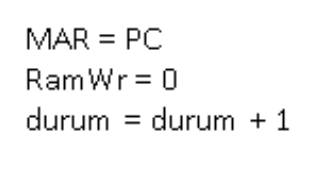 MAR = PC
RamWr = 0
durum = durum + 1